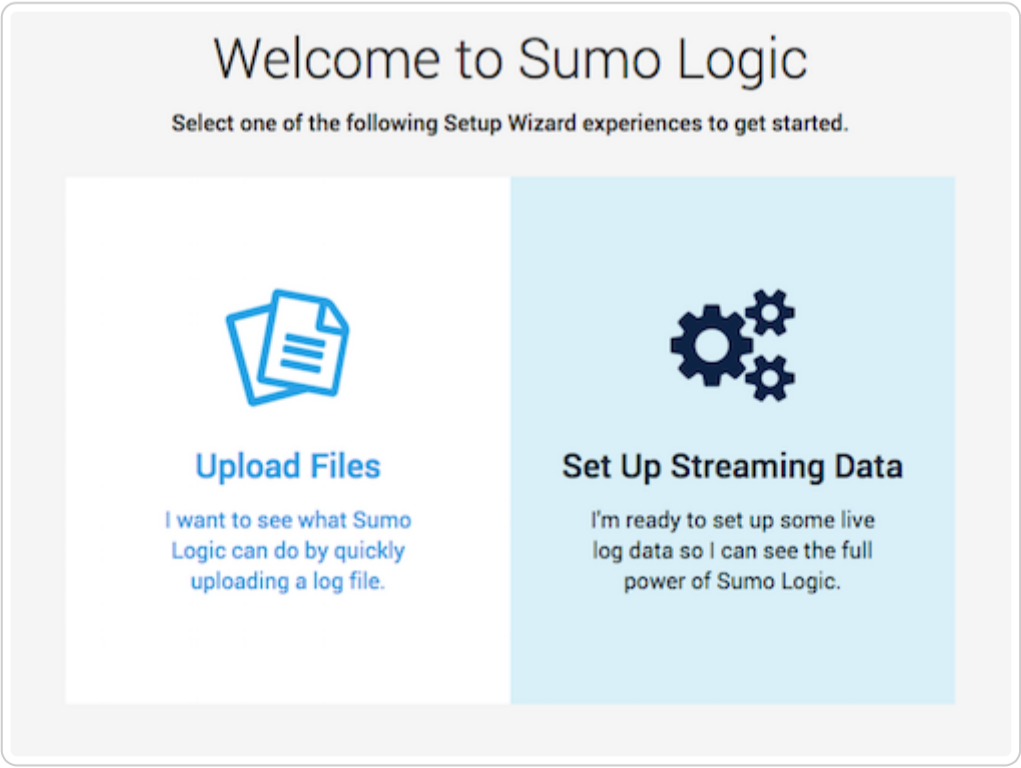 Welcome to Sumo Logic
Select one of the following Setup Wizard experiences to get started.
Upload Files
I want to see what Sumo
Logic can do by quickly
uploading a log file.
Set Up Streaming Data
I'm ready to set up some live
log data so I can see the full
power of Sumo Logic.